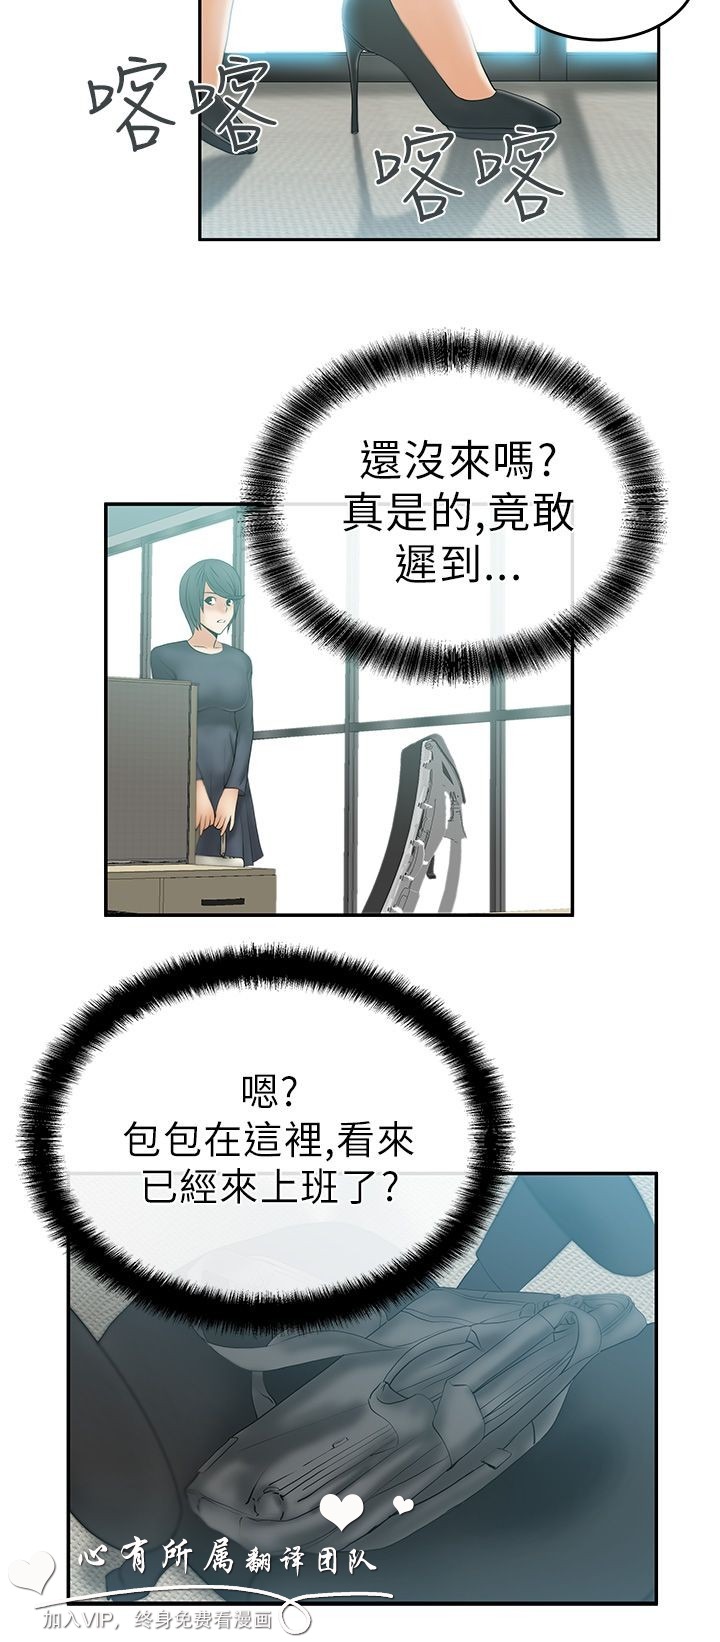 喀喀
喀喀
還沒來嗎?
真是的,竟敢
遲到...
嗯?
包包在這裡,看來
已經來上班了?
心有所属翻译团队
加入VIP，终身免费看漫画